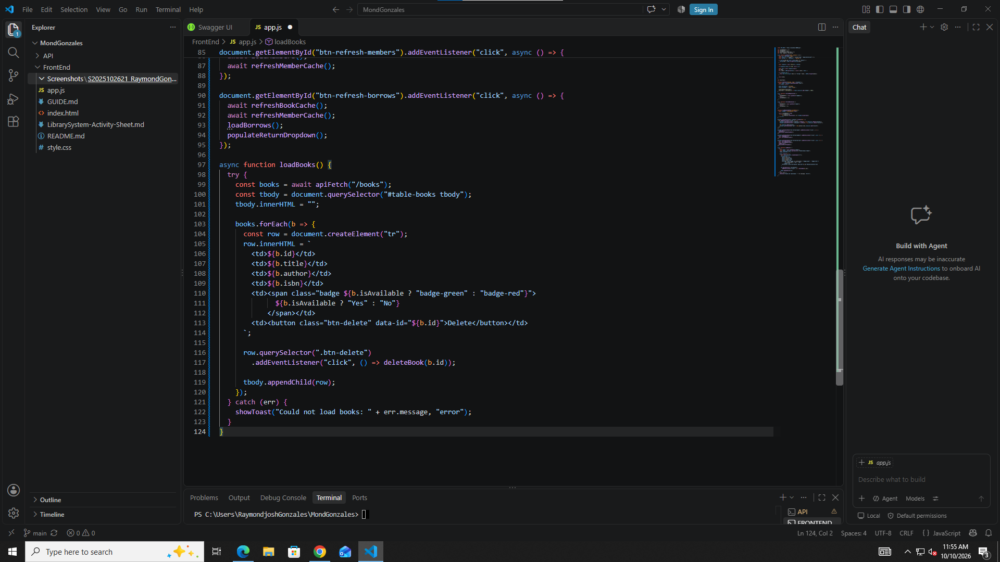 File Edit Selection View Go Run Terminal Help
MondGonzales
Sign In
Explorer
MondGonzales
API
FrontEnd
Screenshots\S2025102621_RaymondGon...
JS app.js
GUIDE.md
<> index.html
LibrarySystem-Activity-Sheet.md
README.md
# style.css
Outline
Timeline
Swagger UI
JS app.js
FrontEnd > JS app.js > loadBooks
85 document.getElementById("btn-refresh-members").addEventListener("click", async () => {
87 await refreshMemberCache();
88 });
89
90 document.getElementById("btn-refresh-borrows").addEventListener("click", async () => {
91 await refreshBookCache();
92 await refreshMemberCache();
93 loadBorrows();
94 populateReturnDropdown();
95 });
96
97 async function loadBooks() {
98 try {
99 const books = await apiFetch("/books");
100 const tbody = document.querySelector("#table-books tbody");
101 tbody.innerHTML = "";
102
103 books.forEach(b => {
104 const row = document.createElement("tr");
105 row.innerHTML = `
106 <td>${b.id}</td>
107 <td>${b.title}</td>
108 <td>${b.author}</td>
109 <td>${b.isbn}</td>
110 <td><span class="badge ${b.isAvailable ? "badge-green" : "badge-red"}">
111 ${b.isAvailable ? "Yes" : "No"}
112 </span></td>
113 <td><button class="btn-delete" data-id="${b.id}">Delete</button></td>
114 `;
115
116 row.querySelector(".btn-delete")
117 .addEventListener("click", () => deleteBook(b.id));
118
119 tbody.appendChild(row);
120 });
121 } catch (err) {
122 showToast("Could not load books: " + err.message, "error");
123 }
124 }
Problems Output Debug Console Terminal Ports
PS C:\Users\RaymondjoshGonzales\MondGonzales>
API
FRONTEND
Chat
Build with Agent
AI responses may be inaccurate
Generate Agent Instructions to onboard AI
onto your codebase.
JS app.js
Describe what to build
Agent Models
Local Default permissions
main 0 0
Ln 124, Col 2 Spaces: 4 UTF-8 CRLF {} JavaScript
Type here to search
11:55 AM
10/10/2026
3